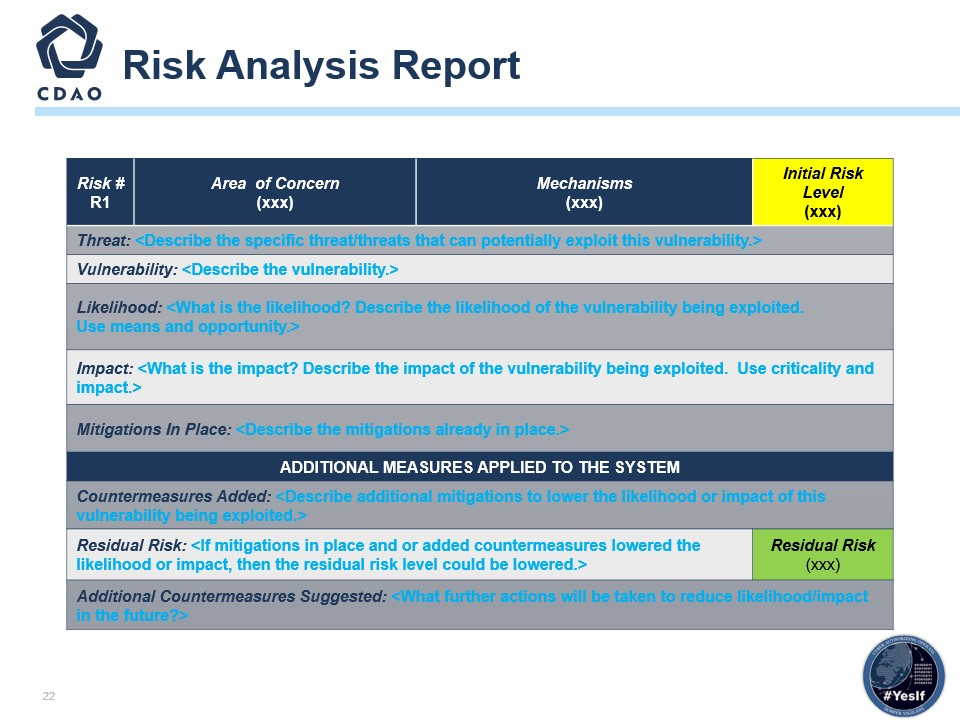 CDAO
Risk Analysis Report
Risk #
R1
Area  of Concern
(xxx)
Mechanisms
(xxx)
Initial Risk
Level
(xxx)
Threat: <Describe the specific threat/threats that can potentially exploit this vulnerability.>
Vulnerability: <Describe the vulnerability.>
Likelihood: <What is the likelihood? Describe the likelihood of the vulnerability being exploited.
Use means and opportunity.>
Impact: <What is the impact? Describe the impact of the vulnerability being exploited.  Use criticality and
impact.>
Mitigations In Place: <Describe the mitigations already in place.>
ADDITIONAL MEASURES APPLIED TO THE SYSTEM
Countermeasures Added: <Describe additional mitigations to lower the likelihood or impact of this
vulnerability being exploited.>
Residual Risk: <If mitigations in place and or added countermeasures lowered the
likelihood or impact, then the residual risk level could be lowered.>
Residual Risk
(xxx)
Additional Countermeasures Suggested: <What further actions will be taken to reduce likelihood/impact
in the future?>
22
#YesIf